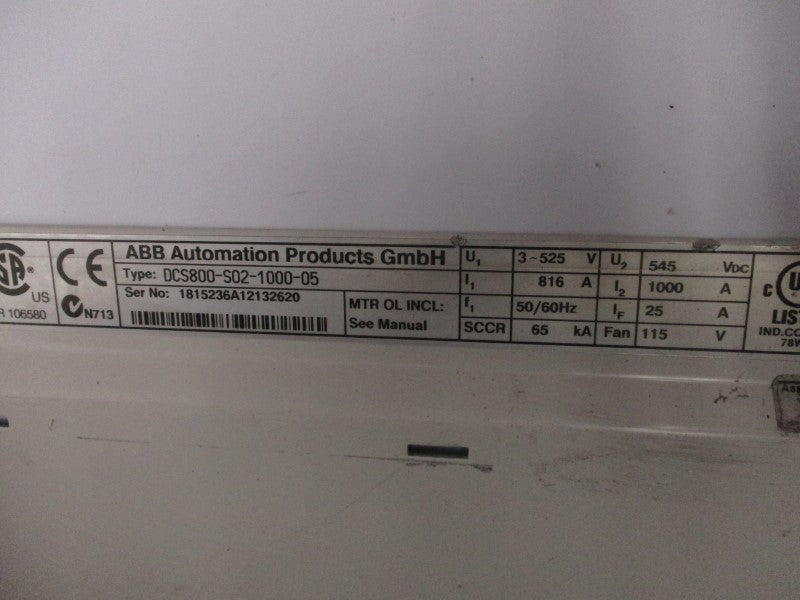 SA®
US
R 106580
CE
N713
ABB Automation Products GmbH
Type: DCS800-S02-1000-05
Ser No: 1815236A12132620
MTR OL INCL:
See Manual
U1 3~525 V U2 545 VDC
I1 816 A I2 1000 A
f1 50/60Hz IF 25 A
SCCR 65 kA Fan 115 V
c U
LIST
IND.CO
78W